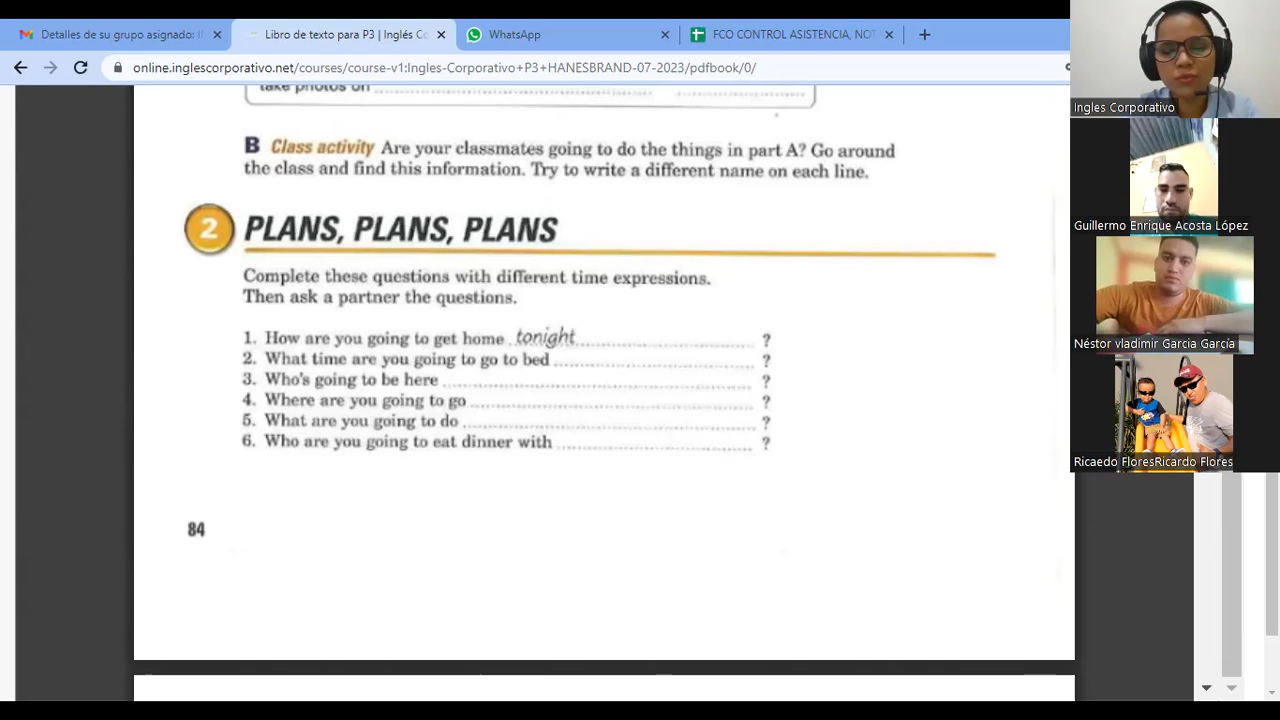 Detalles de su grupo asignado: I
Libro de texto para P3 | Inglés Co
WhatsApp
FCO CONTROL ASISTENCIA, NOT
online.inglescorporativo.net/courses/course-v1:Ingles-Corporativo+P3+HANESBRAND-07-2023/pdfbook/0/
take photos on
B Class activity Are your classmates going to do the things in part A? Go around
the class and find this information. Try to write a different name on each line.
2 PLANS, PLANS, PLANS
Complete these questions with different time expressions.
Then ask a partner the questions.
1. How are you going to get home tonight ?
2. What time are you going to go to bed ?
3. Who's going to be here ?
4. Where are you going to go ?
5. What are you going to do ?
6. Who are you going to eat dinner with ?
84
Ingles Corporativo
Guillermo Enrique Acosta López
Néstor vladimir Garcia García
Ricaedo FloresRicardo Flores